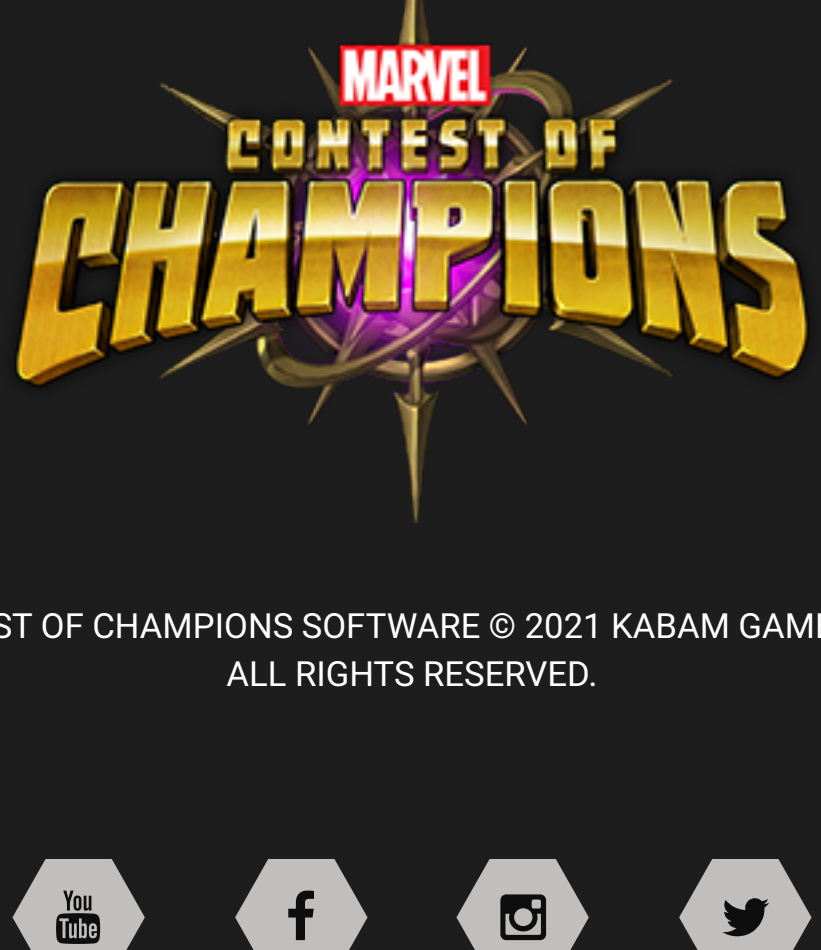 MARVEL
CONTEST OF
CHAMPIONS
ST OF CHAMPIONS SOFTWARE © 2021 KABAM GAM
ALL RIGHTS RESERVED.
You
Tube